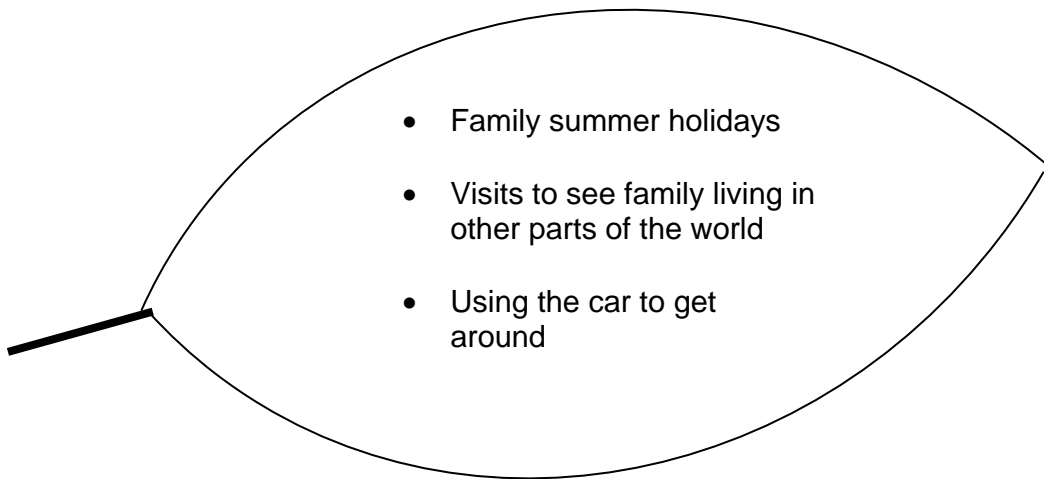 • Family summer holidays
• Visits to see family living in
other parts of the world
• Using the car to get
around